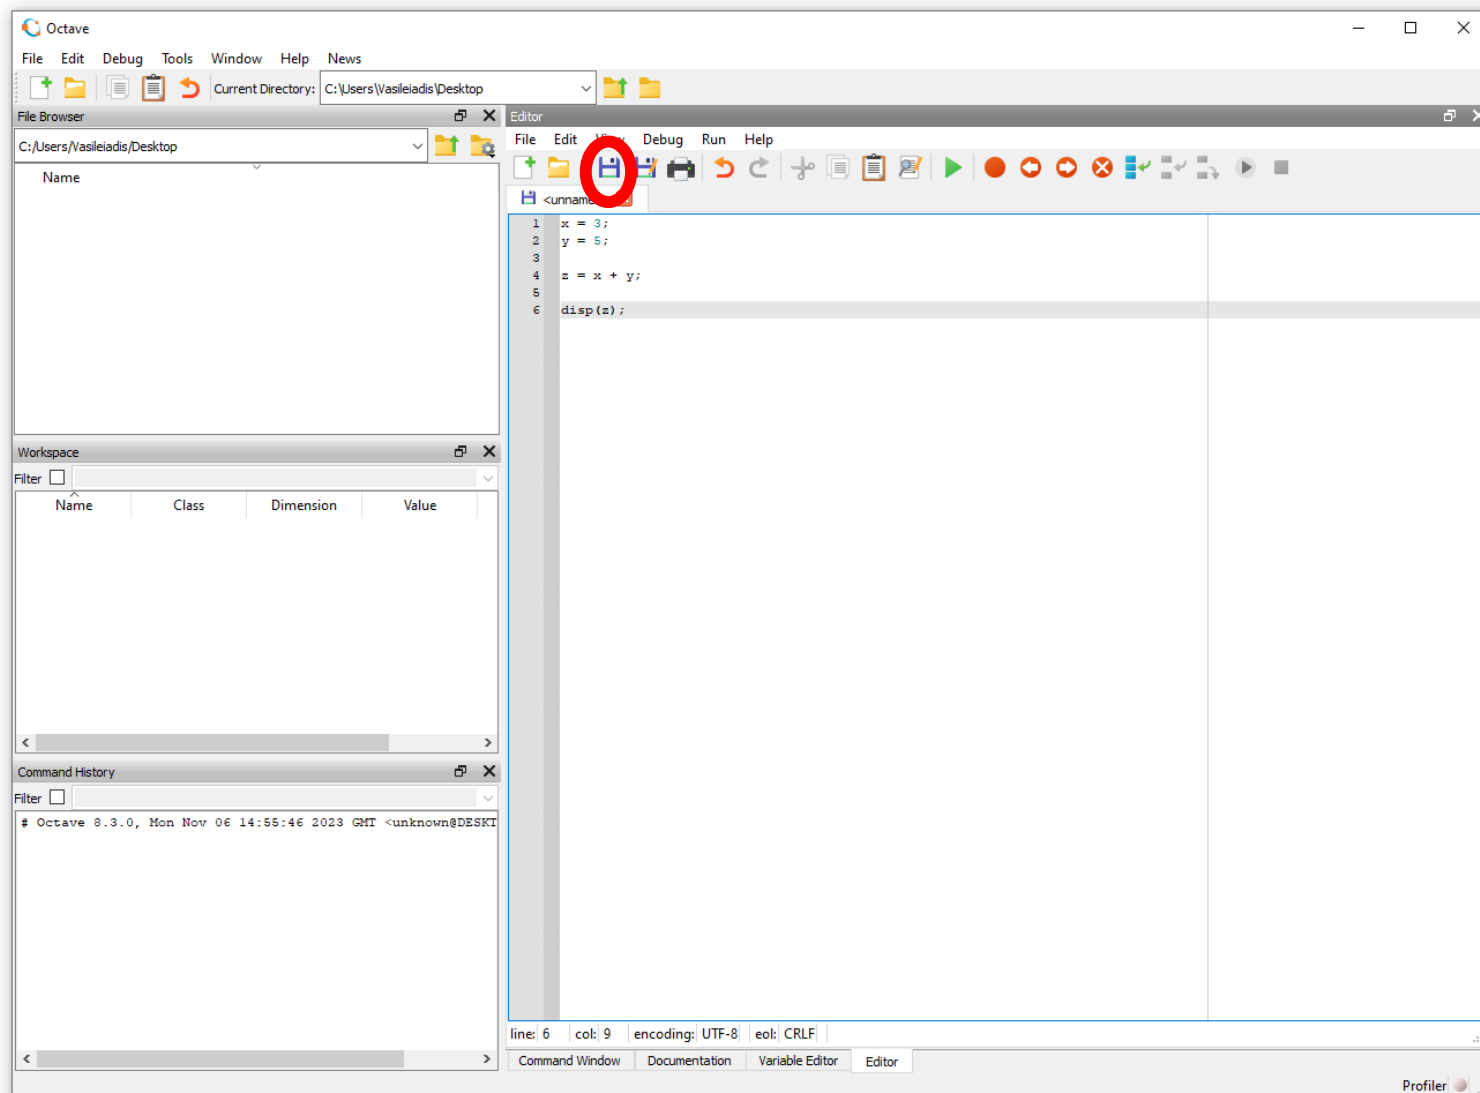 Octave
File Edit Debug Tools Window Help News
Current Directory: C:\Users\Vasileiadis\Desktop
File Browser
C:/Users/Vasileiadis/Desktop
Name
Workspace
Filter
Name Class Dimension Value
Command History
Filter
# Octave 8.3.0, Mon Nov 06 14:55:46 2023 GMT <unknown@DESKT
Editor
File Edit Debug Run Help
1 x = 3;
2 y = 5;
3
4 z = x + y;
5
6 disp(z);
line: 6 col: 9 encoding: UTF-8 eol: CRLF
Command Window Documentation Variable Editor Editor
Profiler